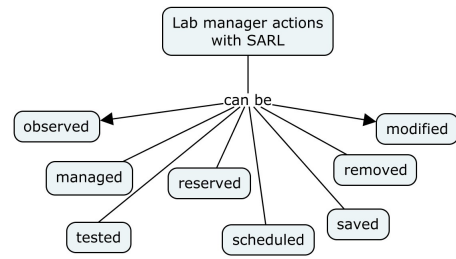 Lab manager actions
with SARL
can be
observed
modified
managed
reserved
removed
tested
scheduled
saved